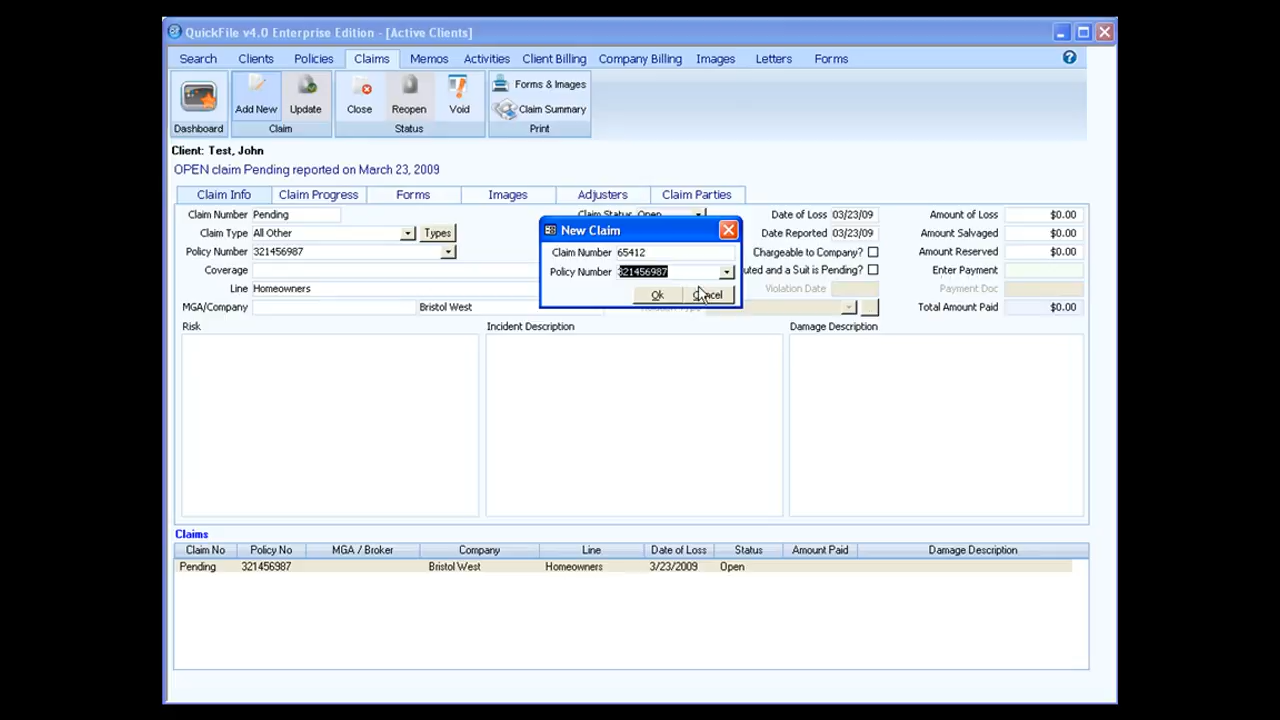 QuickFile v4.0 Enterprise Edition - [Active Clients]
Search Clients Policies Claims Memos Activities Client Billing Company Billing Images Letters Forms
Dashboard
Add New Update
Claim
Close Reopen Void
Status
Forms & Images
Claim Summary
Print
Client: Test, John
OPEN claim Pending reported on March 23, 2009
Claim Info Claim Progress Forms Images Adjusters Claim Parties
Claim Number Pending Claim Status Open Date of Loss 03/23/09 Amount of Loss $0.00
Claim Type All Other Types Date Reported 03/23/09 Amount Salvaged $0.00
Policy Number 321456987 Chargeable to Company? Amount Reserved $0.00
Coverage and a Suit is Pending? Enter Payment
Line Homeowners Violation Date Payment Doc
MGA/Company Bristol West Total Amount Paid $0.00
New Claim
Claim Number 65412
Policy Number 321456987
Ok Cancel
Risk Incident Description Damage Description
Claims
Claim No Policy No MGA / Broker Company Line Date of Loss Status Amount Paid Damage Description
Pending 321456987 Bristol West Homeowners 3/23/2009 Open